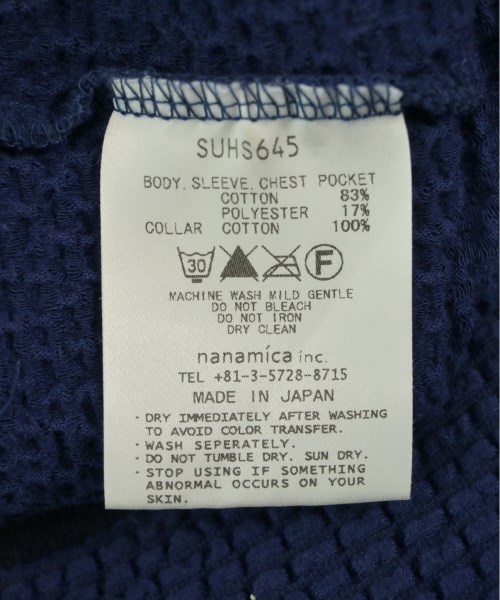 SUHS645
BODY, SLEEVE, CHEST POCKET
COTTON 83%
POLYESTER 17%
COLLAR COTTON 100%
30 F
MACHINE WASH MILD GENTLE
DO NOT BLEACH
DO NOT IRON
DRY CLEAN
nanamica inc.
TEL +81-3-5728-8715
MADE IN JAPAN
・DRY IMMEDIATELY AFTER WASHING
TO AVOID COLOR TRANSFER.
・WASH SEPERATELY.
・DO NOT TUMBLE DRY. SUN DRY.
・STOP USING IF SOMETHING
ABNORMAL OCCURS ON YOUR
SKIN.